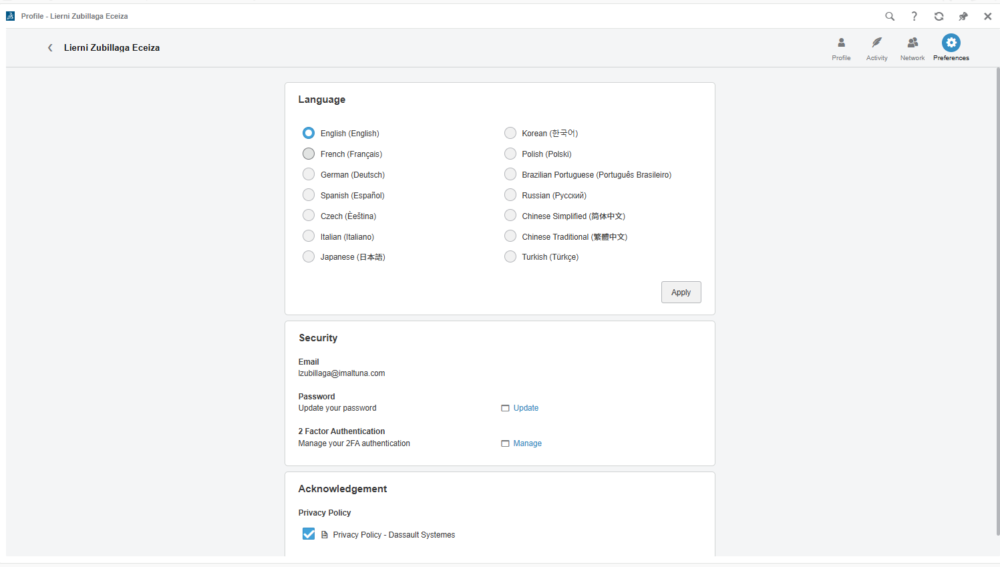 Profile - Lierni Zubillaga Eceiza
Lierni Zubillaga Eceiza
Profile
Activity
Network
Preferences
Language
English (English)
French (Français)
German (Deutsch)
Spanish (Español)
Czech (Èeština)
Italian (Italiano)
Japanese (日本語)
Korean (한국어)
Polish (Polski)
Brazilian Portuguese (Português Brasileiro)
Russian (Русский)
Chinese Simplified (简体中文)
Chinese Traditional (繁體中文)
Turkish (Türkçe)
Apply
Security
Email
lzubillaga@imaltuna.com
Password
Update your password
Update
2 Factor Authentication
Manage your 2FA authentication
Manage
Acknowledgement
Privacy Policy
Privacy Policy - Dassault Systemes